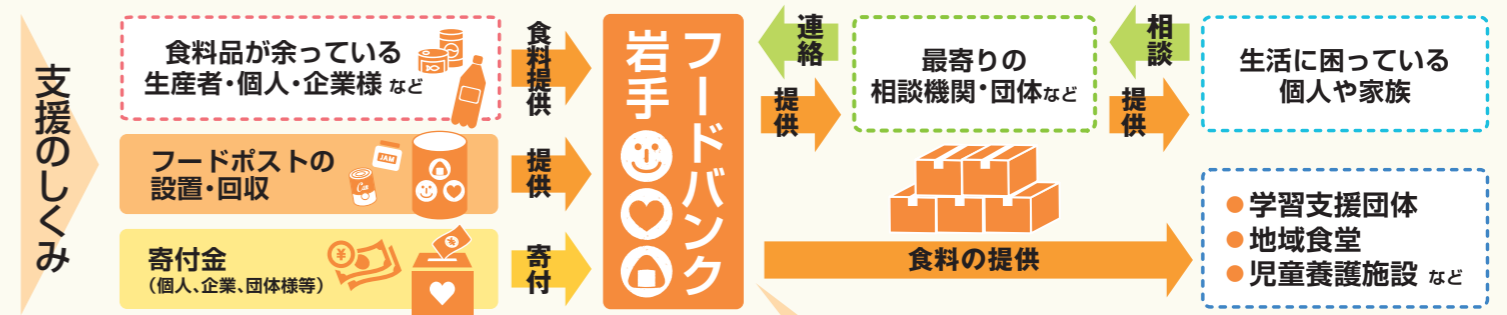 支援のしくみ
食料品が余っている
生産者・個人・企業様 など
食料提供
フードポストの
設置・回収
JAM
Can
提供
寄付金
(個人、企業、団体様等)
¥
¥
寄付
フードバンク
岩手
連絡
提供
最寄りの
相談機関・団体など
相談
提供
生活に困っている
個人や家族
食料の提供
●学習支援団体
●地域食堂
●児童養護施設 など